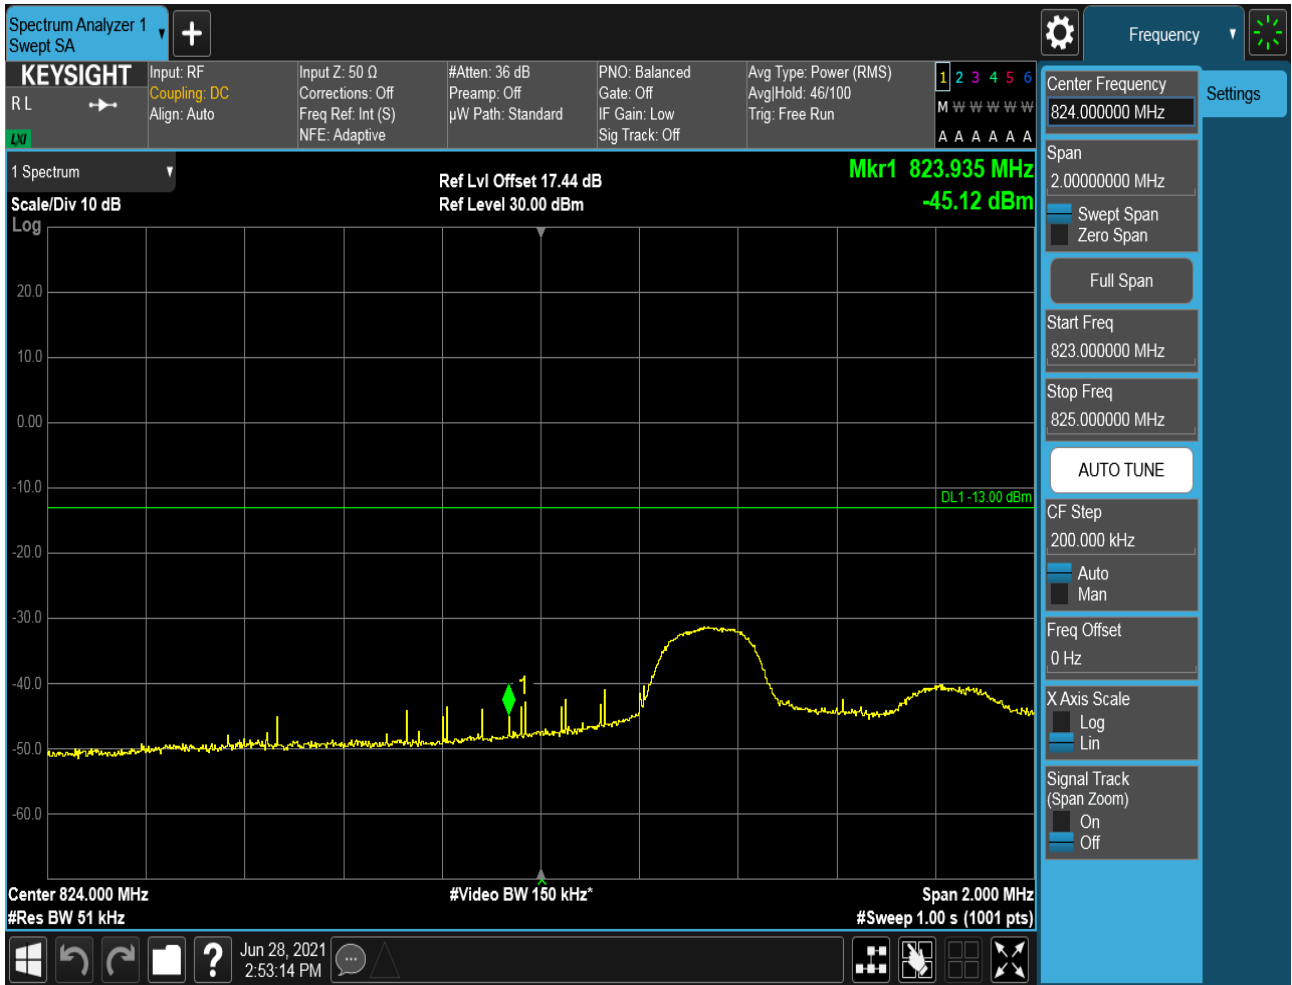 Spectrum Analyzer 1
Swept SA
Frequency
KEYSIGHT
R L
LXI
Input: RF
Coupling: DC
Align: Auto
Input Z: 50 Ω
Corrections: Off
Freq Ref: Int (S)
NFE: Adaptive
#Atten: 36 dB
Preamp: Off
µW Path: Standard
PNO: Balanced
Gate: Off
IF Gain: Low
Sig Track: Off
Avg Type: Power (RMS)
Avg|Hold: 46/100
Trig: Free Run
1 2 3 4 5 6
M W W W W W
A A A A A A
1 Spectrum
Scale/Div 10 dB
Log
Ref Lvl Offset 17.44 dB
Ref Level 30.00 dBm
Mkr1 823.935 MHz
-45.12 dBm
20.0
10.0
0.00
-10.0
DL1 -13.00 dBm
-20.0
-30.0
-40.0
1
-50.0
-60.0
Center 824.000 MHz
#Res BW 51 kHz
#Video BW 150 kHz*
Span 2.000 MHz
#Sweep 1.00 s (1001 pts)
Jun 28, 2021
2:53:14 PM
Center Frequency
824.000000 MHz
Settings
Span
2.00000000 MHz
Swept Span
Zero Span
Full Span
Start Freq
823.000000 MHz
Stop Freq
825.000000 MHz
AUTO TUNE
CF Step
200.000 kHz
Auto
Man
Freq Offset
0 Hz
X Axis Scale
Log
Lin
Signal Track
(Span Zoom)
On
Off